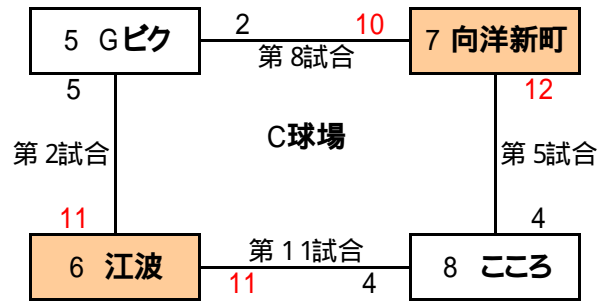 5 Gビク
2
10
第 8試合
7 向洋新町
5
12
第 2試合
C球場
第 5試合
11
4
6 江波
第 1 1試合
11
4
8 こころ